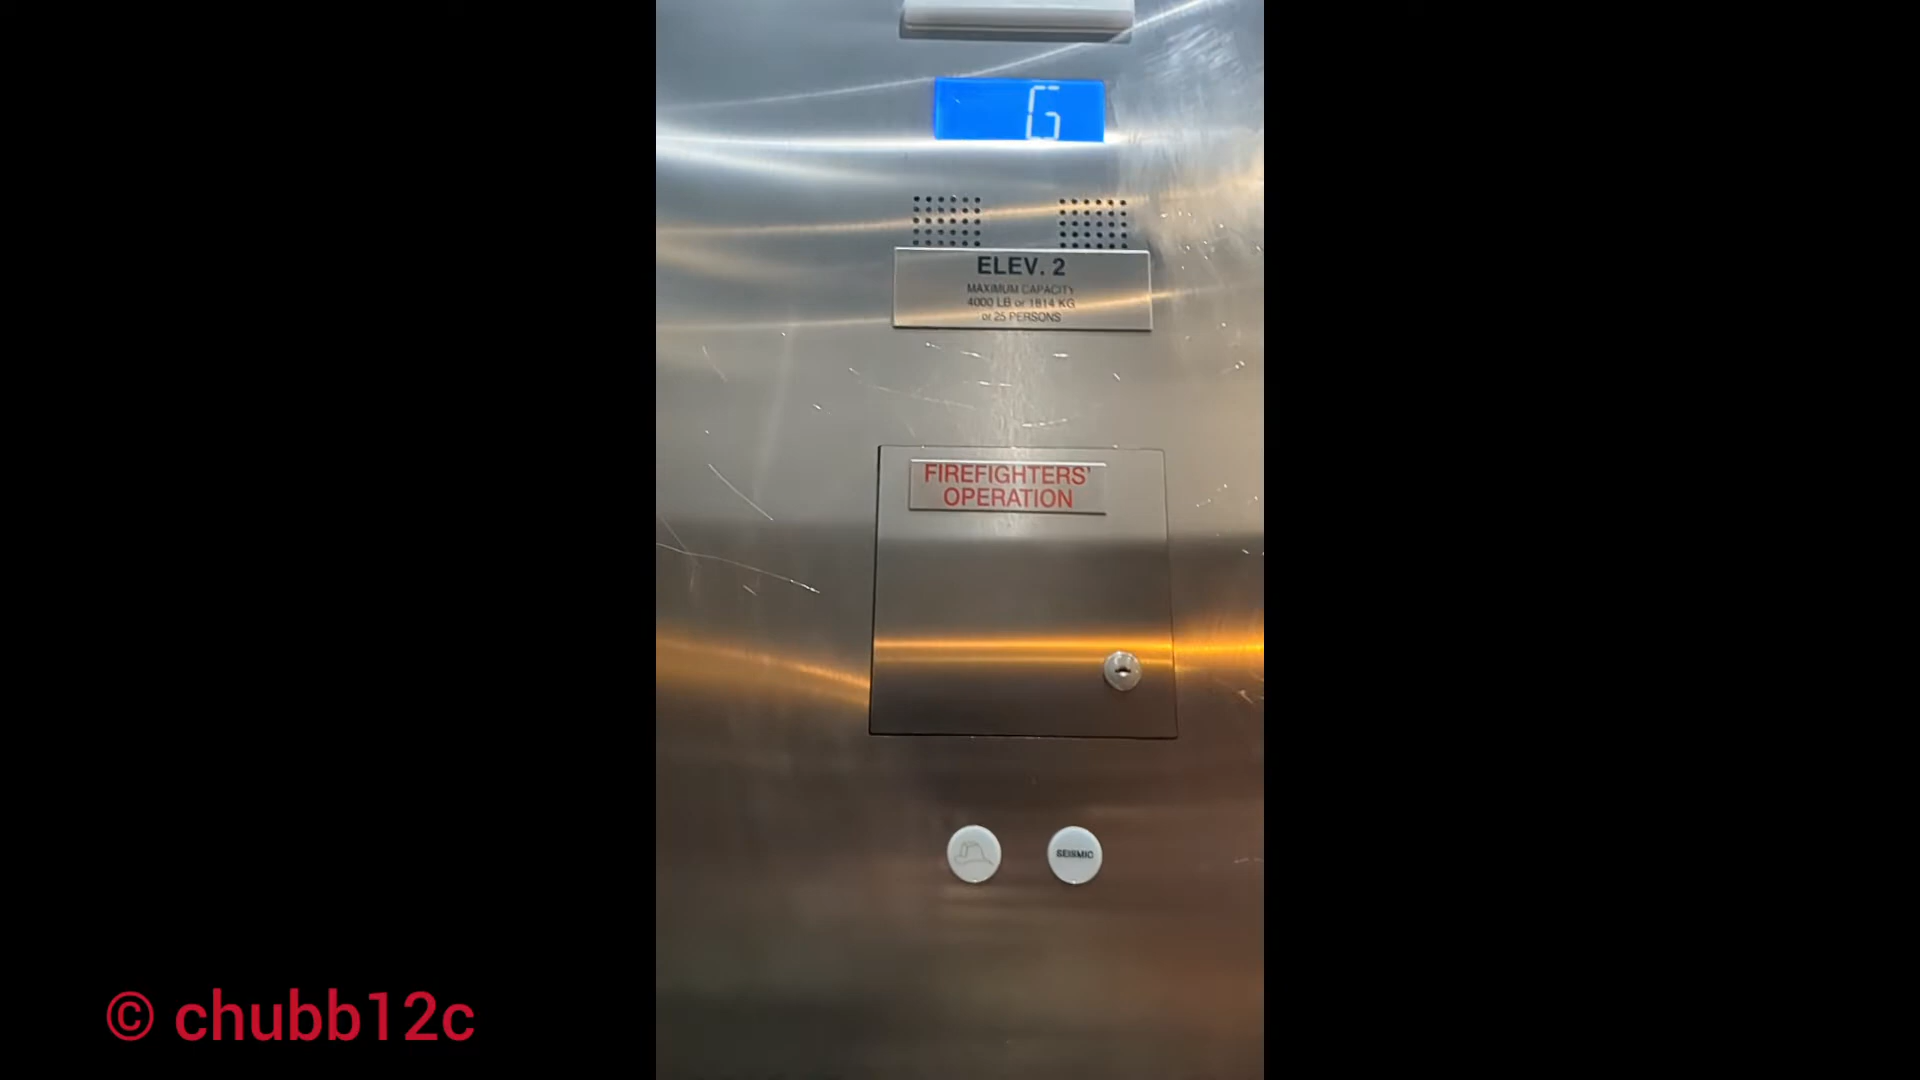 G
ELEV. 2
MAXIMUM CAPACITY
4000 LB or 1814 KG
or 25 PERSONS
FIREFIGHTERS'
OPERATION
SEISMIC
© chubb12c